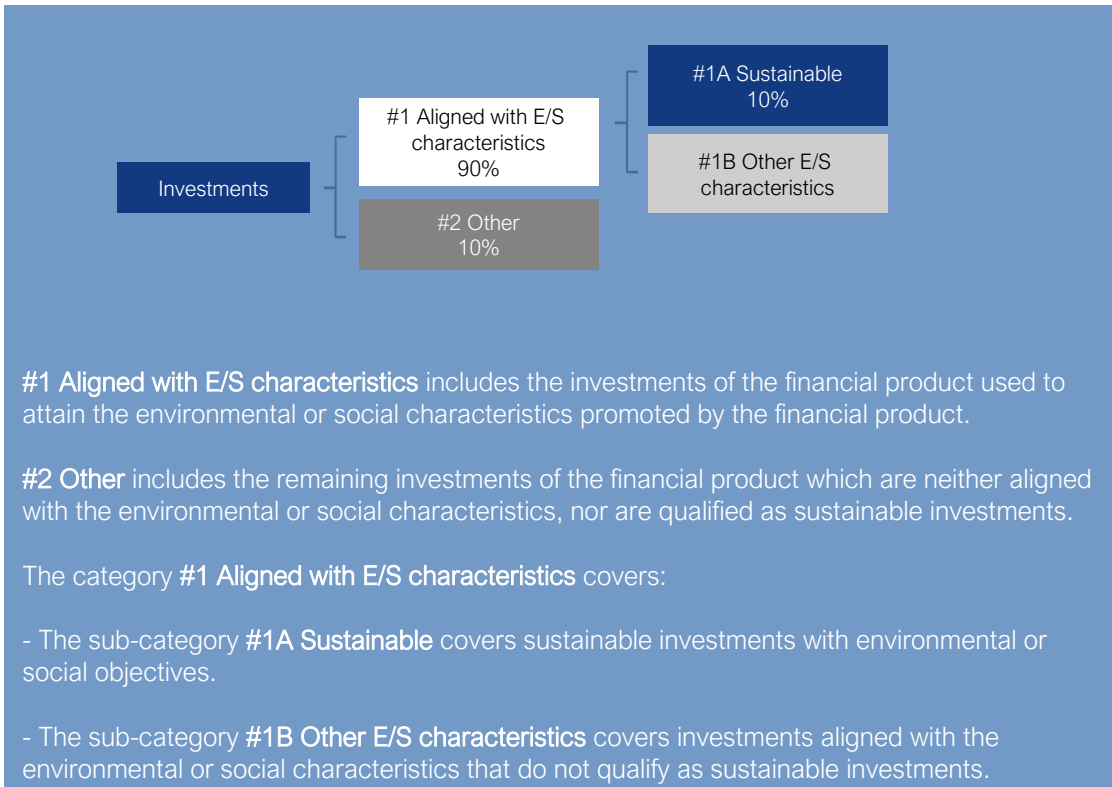 #1A Sustainable
10%
#1 Aligned with E/S
characteristics
90%
#1B Other E/S
characteristics
Investments
#2 Other
10%
#1 Aligned with E/S characteristics includes the investments of the financial product used to
attain the environmental or social characteristics promoted by the financial product.
#2 Other includes the remaining investments of the financial product which are neither aligned
with the environmental or social characteristics, nor are qualified as sustainable investments.
The category #1 Aligned with E/S characteristics covers:
- The sub-category #1A Sustainable covers sustainable investments with environmental or
social objectives.
- The sub-category #1B Other E/S characteristics covers investments aligned with the
environmental or social characteristics that do not qualify as sustainable investments.